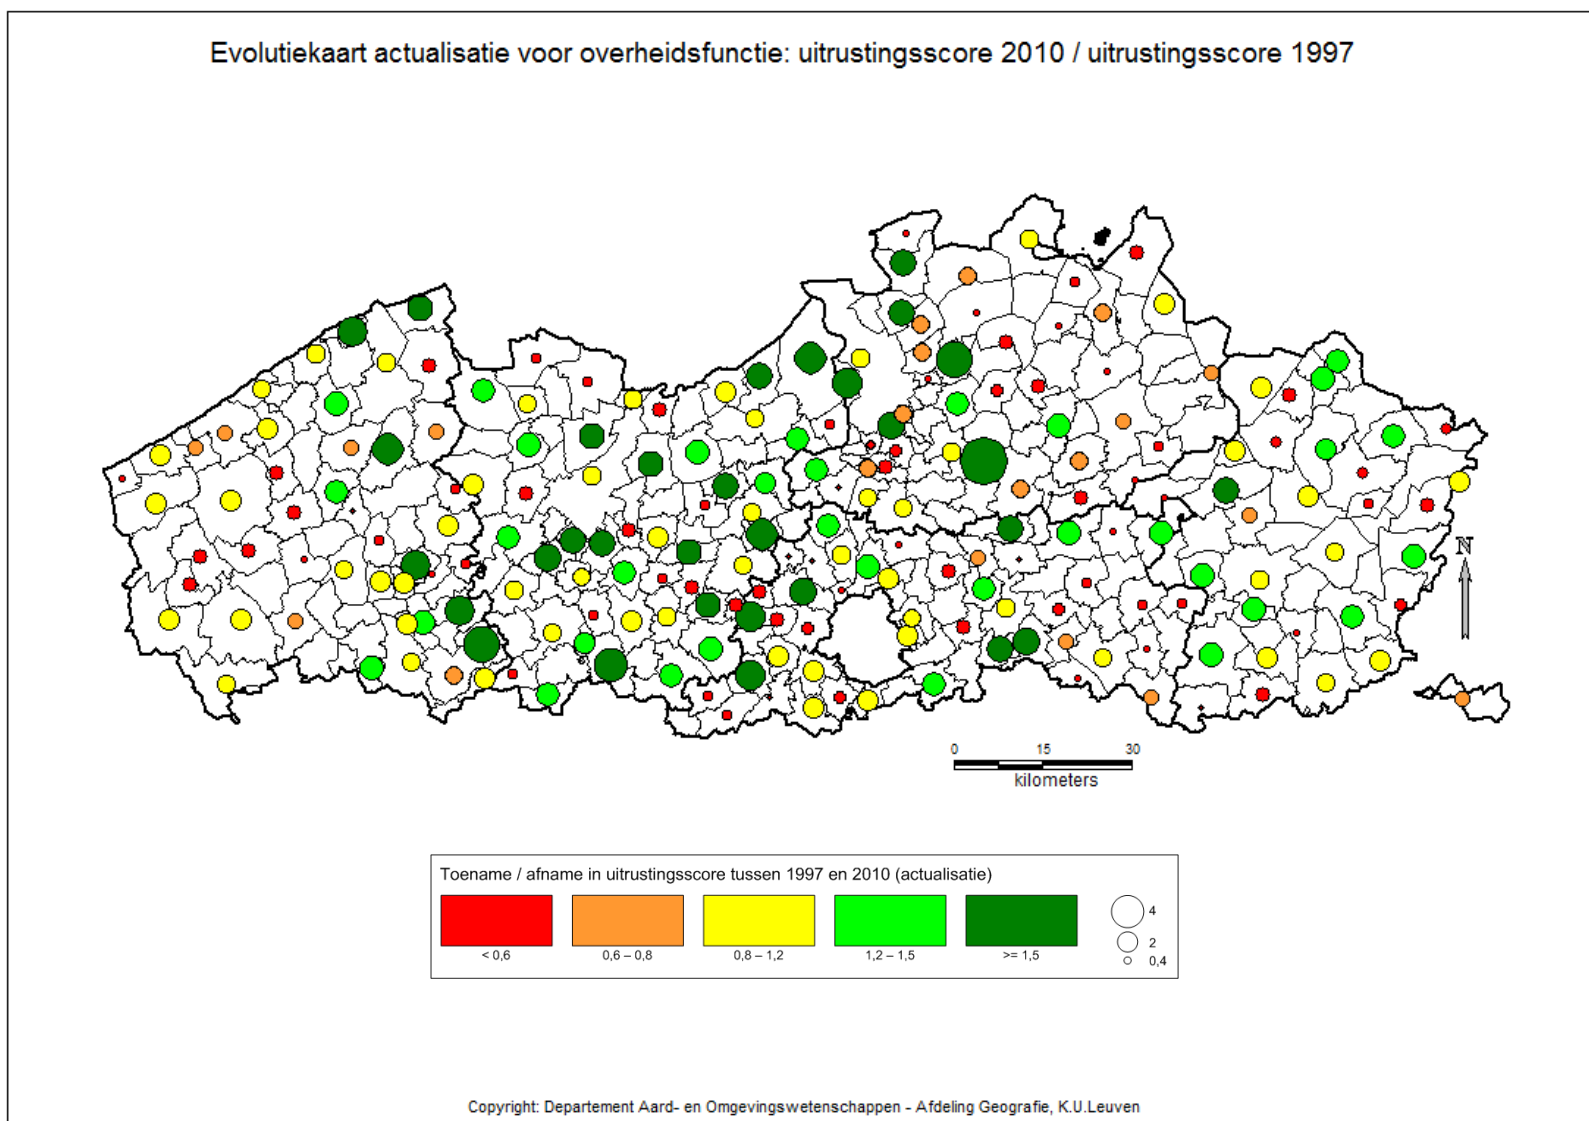 Evolutiekaart actualisatie voor overheidsfunctie: uitrustingsscore 2010 / uitrustingsscore 1997
N
0 15 30
kilometers
Toename / afname in uitrustingsscore tussen 1997 en 2010 (actualisatie)
4
2
0,4
< 0,6 0,6 – 0,8 0,8 – 1,2 1,2 – 1,5 >= 1,5
Copyright: Departement Aard- en Omgevingswetenschappen - Afdeling Geografie, K.U.Leuven